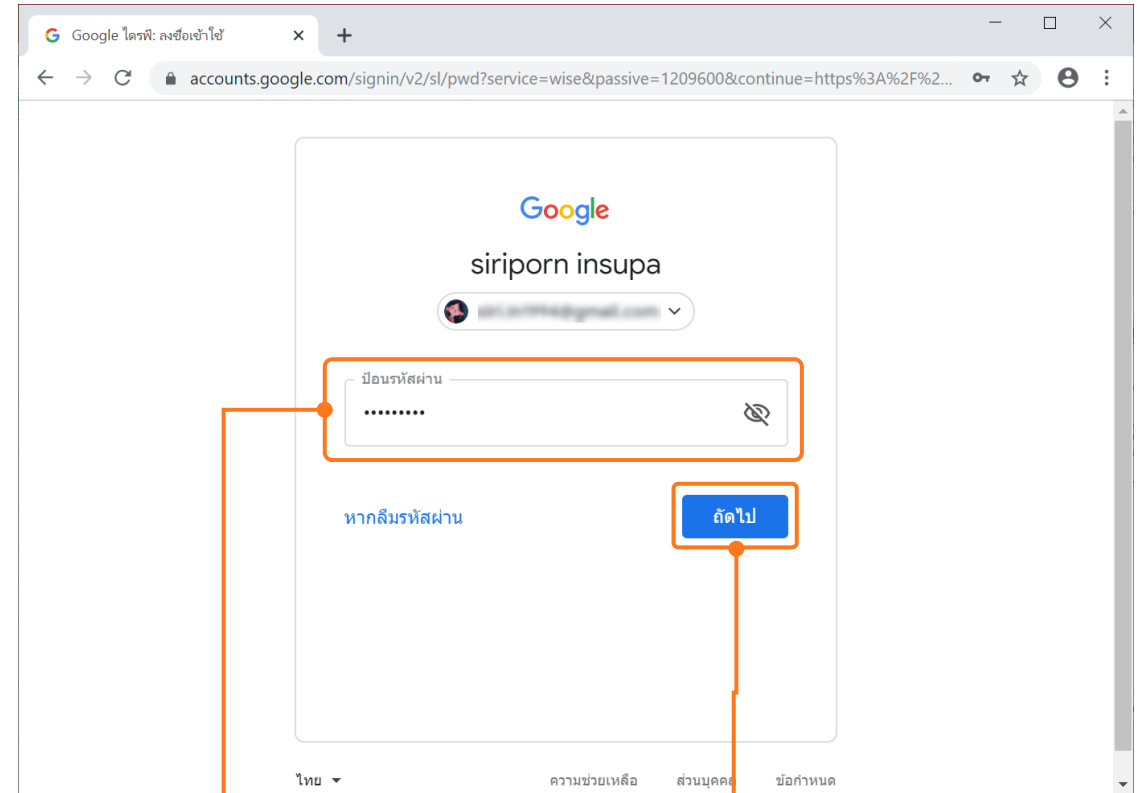 Google ไดรฟ์: ลงชื่อเข้าใช้
accounts.google.com/signin/v2/sl/pwd?service=wise&passive=1209600&continue=https%3A%2F%2...
Google
siriporn insupa
ป้อนรหัสผ่าน
•••••••••
หากลืมรหัสผ่าน
ถัดไป
ไทย
ความช่วยเหลือ ส่วนบุคคล ข้อกำหนด